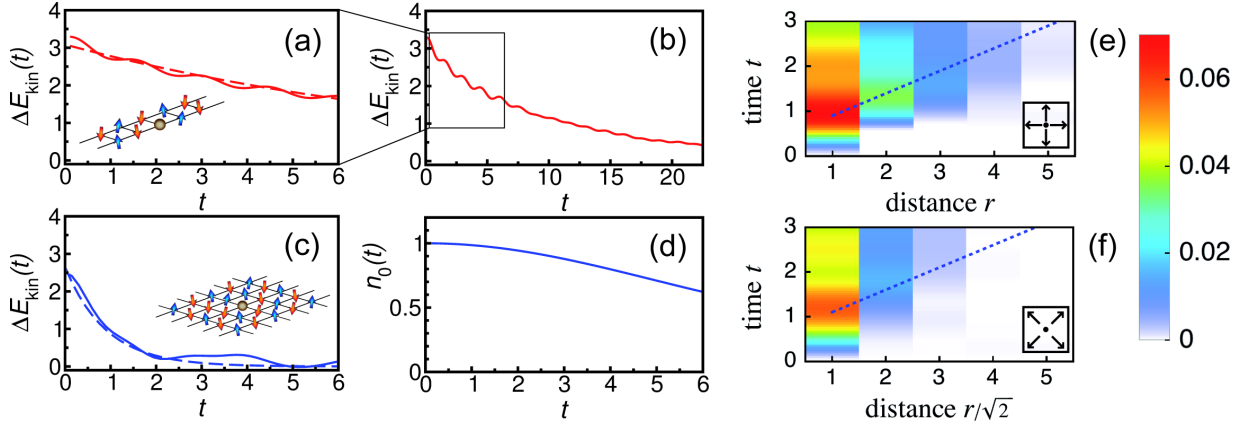 (a)
ΔE_kin(t)
4
3
2
1
0
0 1 2 3 4 5 6
t
(b)
ΔE_kin(t)
4
3
2
1
0
0 5 10 15 20
t
(c)
ΔE_kin(t)
4
3
2
1
0
0 1 2 3 4 5 6
t
(d)
n_0(t)
1
0.5
0
0 1 2 3 4 5 6
t
(e)
time t
3
2
1
0
1 2 3 4 5
distance r
(f)
time t
3
2
1
0
1 2 3 4 5
distance r/√2
0.06
0.04
0.02
0